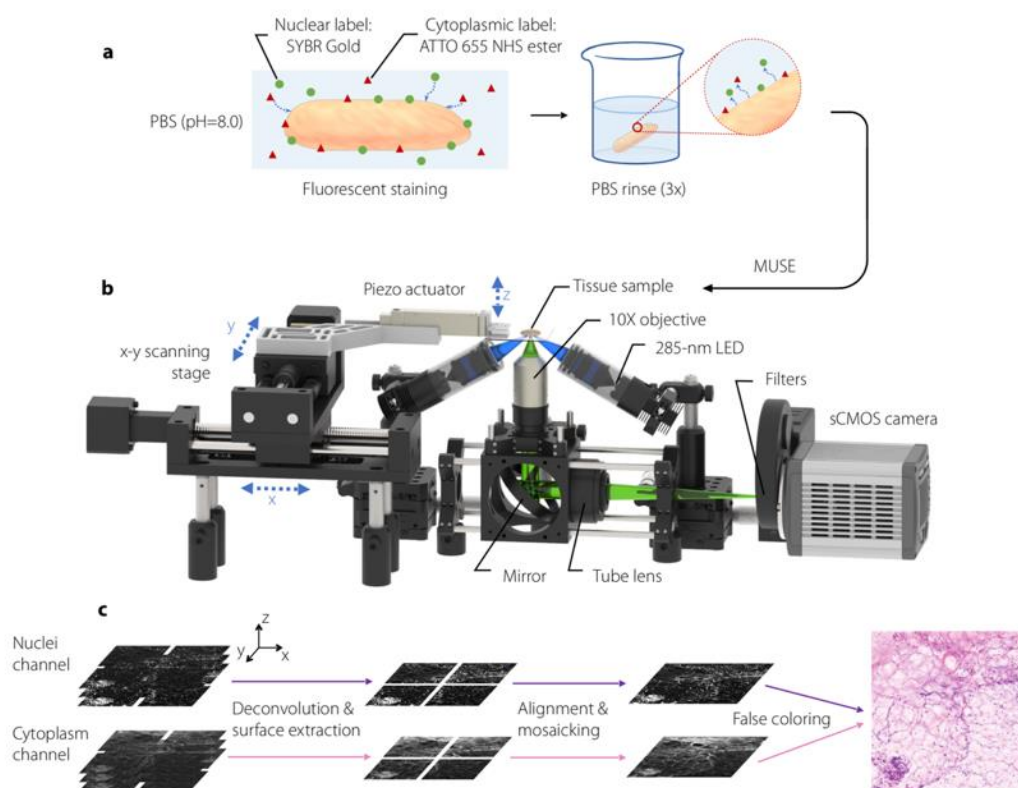 a
Nuclear label:
SYBR Gold
Cytoplasmic label:
ATTO 655 NHS ester
PBS (pH=8.0)
Fluorescent staining
PBS rinse (3x)
MUSE
b
Piezo actuator
z
Tissue sample
10X objective
285-nm LED
Filters
sCMOS camera
y
x-y scanning
stage
x
Mirror
Tube lens
c
Nuclei
channel
z
y
x
Cytoplasm
channel
Deconvolution &
surface extraction
Alignment &
mosaicking
False coloring